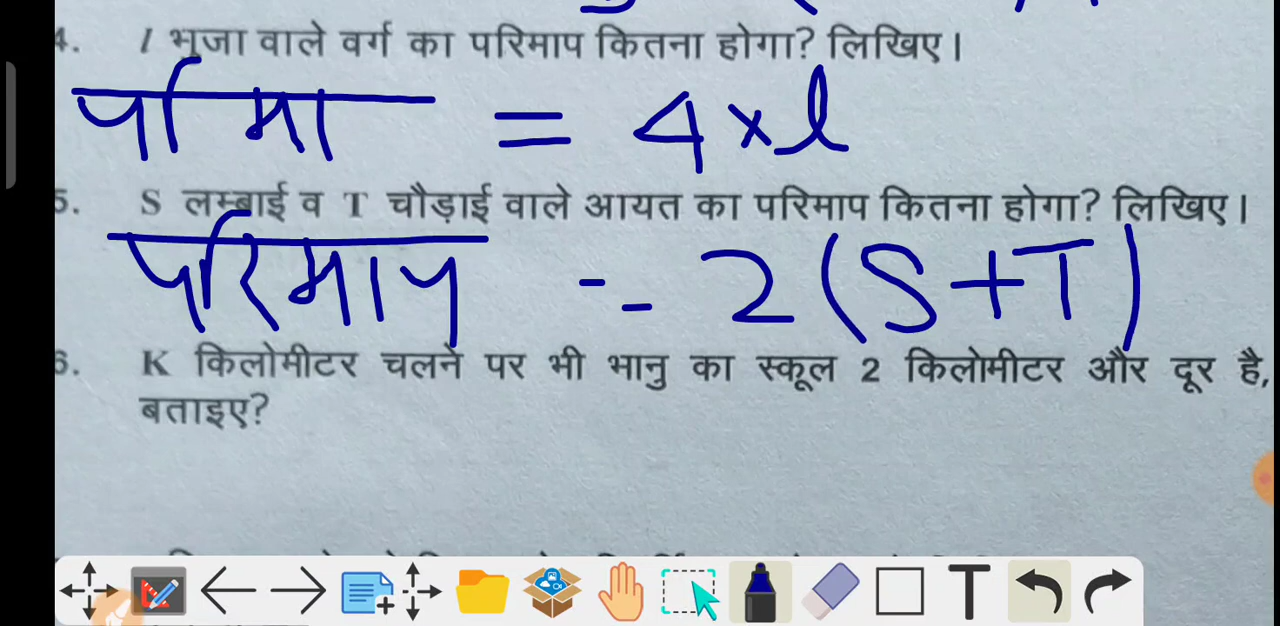 4. l भुजा वाले वर्ग का परिमाप कितना होगा? लिखिए।
= 4 × l
5. S लम्बाई व T चौड़ाई वाले आयत का परिमाप कितना होगा? लिखिए।
परिमाप = 2 (S+T)
6. K किलोमीटर चलने पर भी भानु का स्कूल 2 किलोमीटर और दूर है,
बताइए?
T